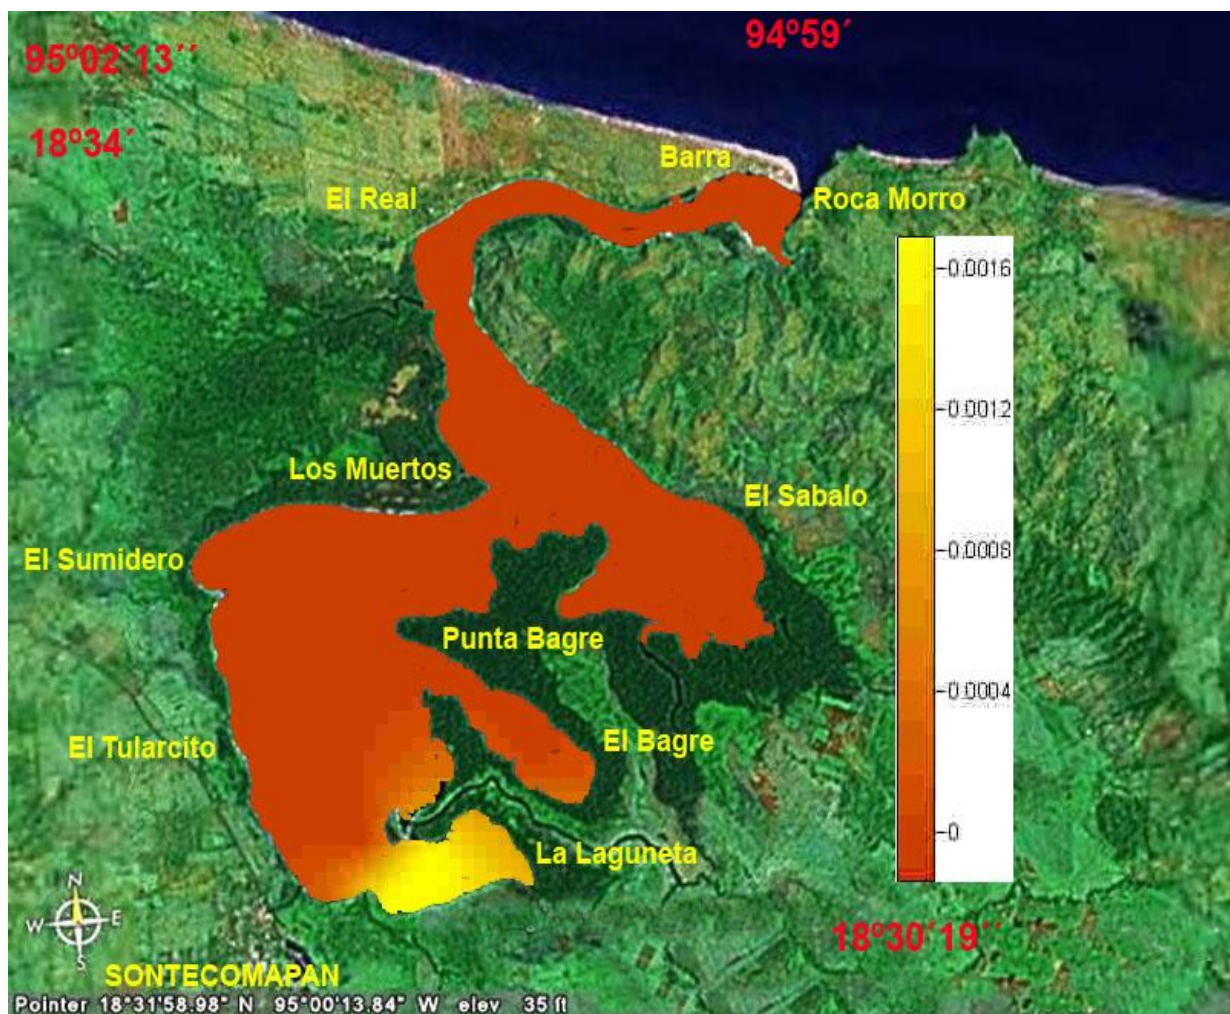 95º02´13´´
94º59´
18º34´
Barra
El Real
Roca Morro
0.0016
0.0012
Los Muertos
El Sabalo
El Sumidero
0.0008
Punta Bagre
0.0004
El Tularcito
El Bagre
0
La Laguneta
N
W
E
S
18º30´19´´
SONTECOMAPAN
Pointer 18°31'58.98" N 95°00'13.84" W elev 35 ft